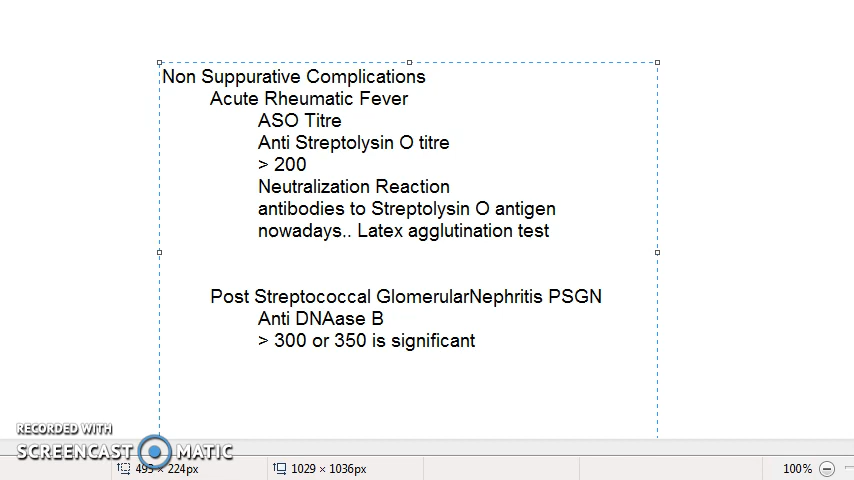 Non Suppurative Complications
Acute Rheumatic Fever
ASO Titre
Anti Streptolysin O titre
> 200
Neutralization Reaction
antibodies to Streptolysin O antigen
nowadays.. Latex agglutination test
Post Streptococcal GlomerularNephritis PSGN
Anti DNAase B
> 300 or 350 is significant
RECORDED WITH
SCREENCAST MATIC
495 × 224px
1029 × 1036px
100%